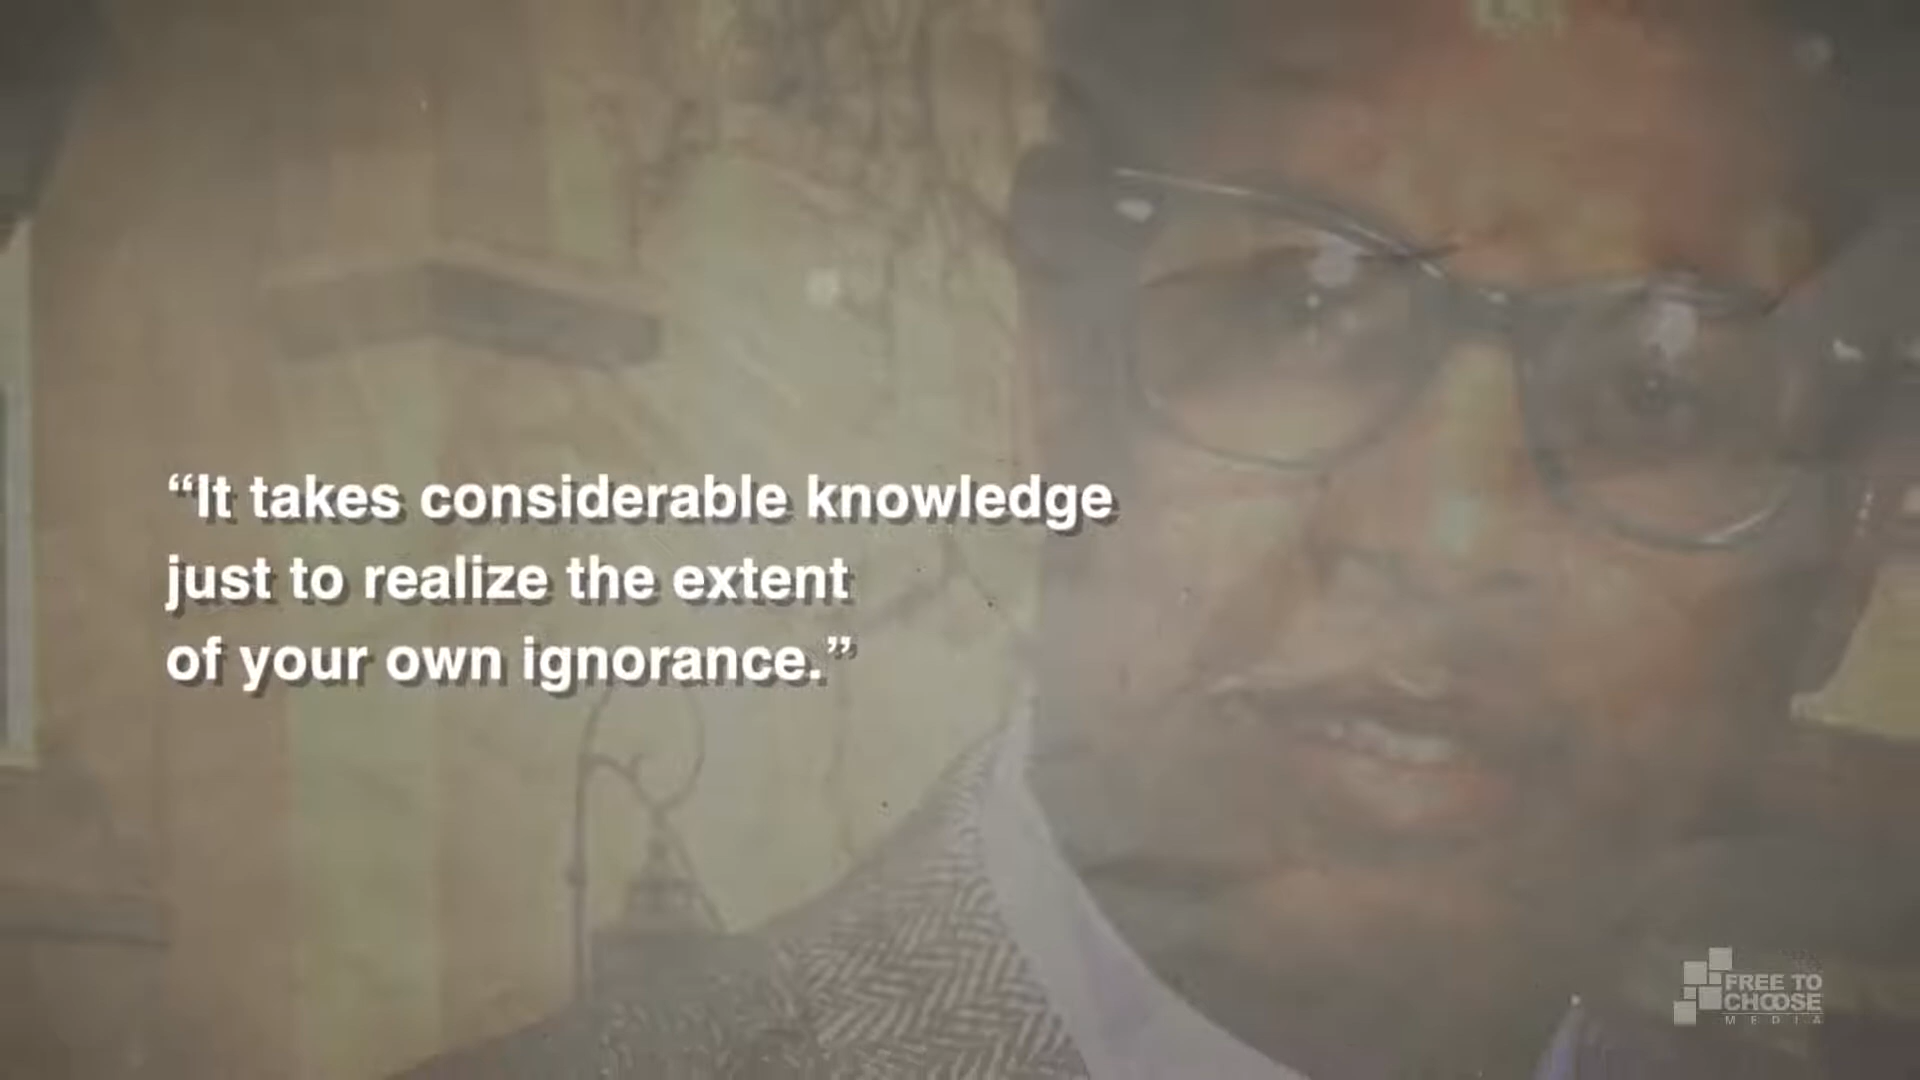 “It takes considerable knowledge
just to realize the extent
of your own ignorance.”
FREE TO
CHOOSE
MEDIA